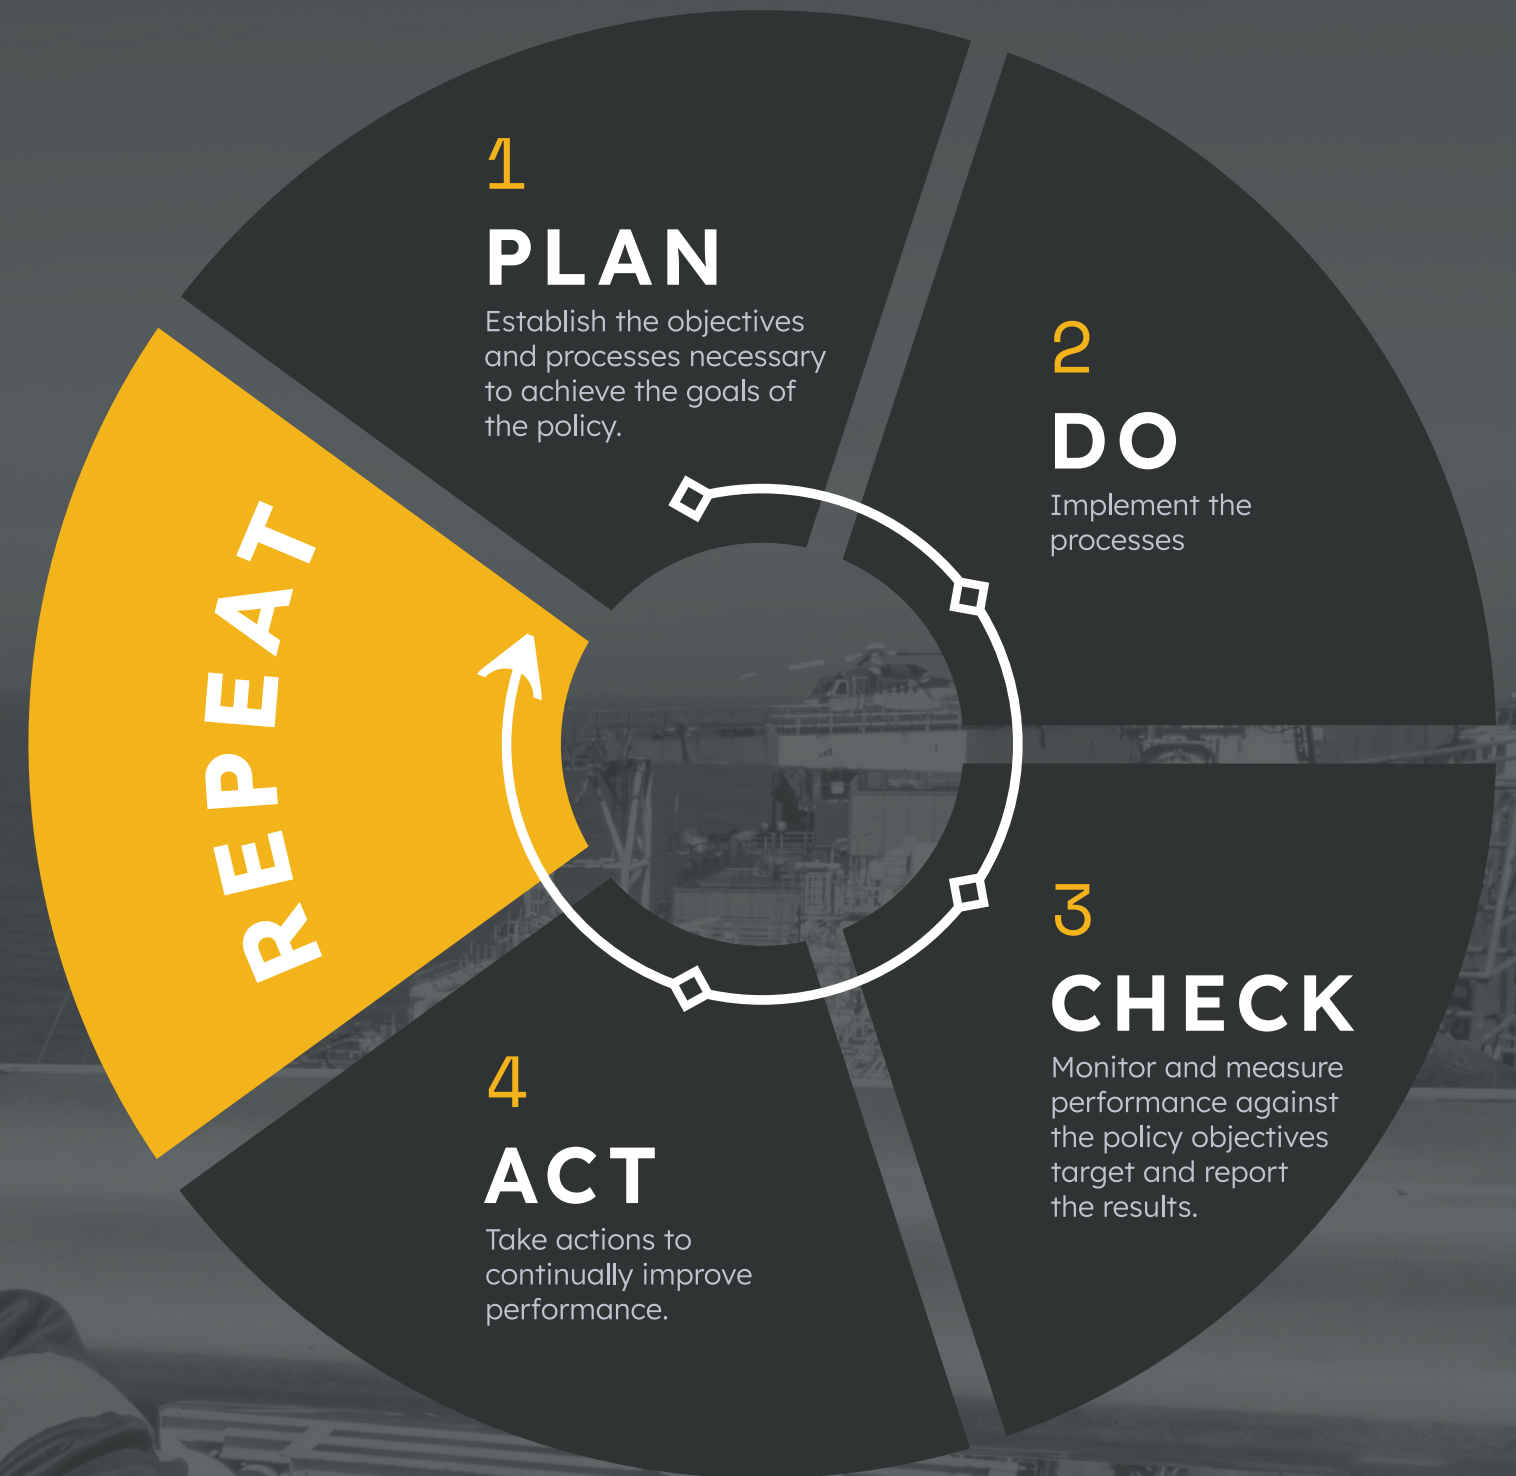 1
PLAN
Establish the objectives
and processes necessary
to achieve the goals of
the policy.
2
DO
Implement the
processes
3
CHECK
Monitor and measure
performance against
the policy objectives
target and report
the results.
4
ACT
Take actions to
continually improve
performance.
REPEAT